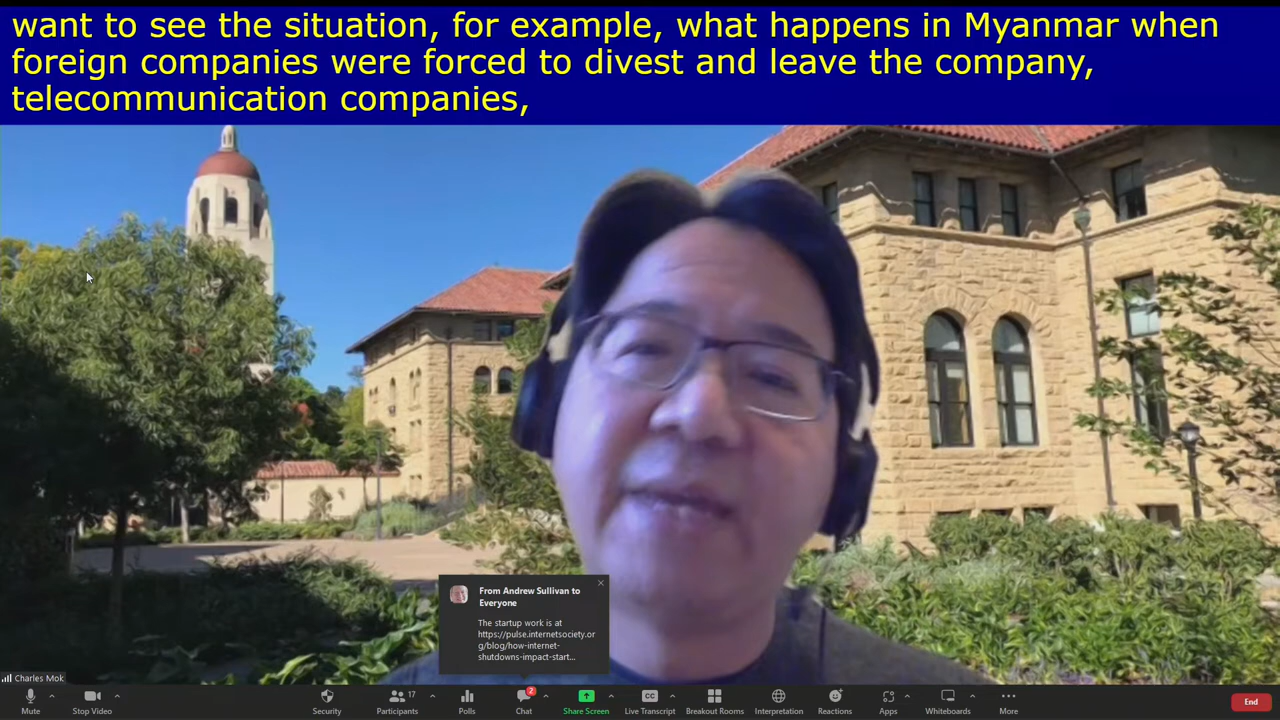 want to see the situation, for example, what happens in Myanmar when
foreign companies were forced to divest and leave the company,
telecommunication companies,
From Andrew Sullivan to
Everyone
The startup work is at
https://pulse.internetsociety.or
g/blog/how-internet-
shutdowns-impact-start...
Charles Mok
Mute
Stop Video
Security
Participants 17
Polls
Chat 2
Share Screen
CC
Live Transcript
Breakout Rooms
Interpretation
Reactions
Apps
Whiteboards
More
End